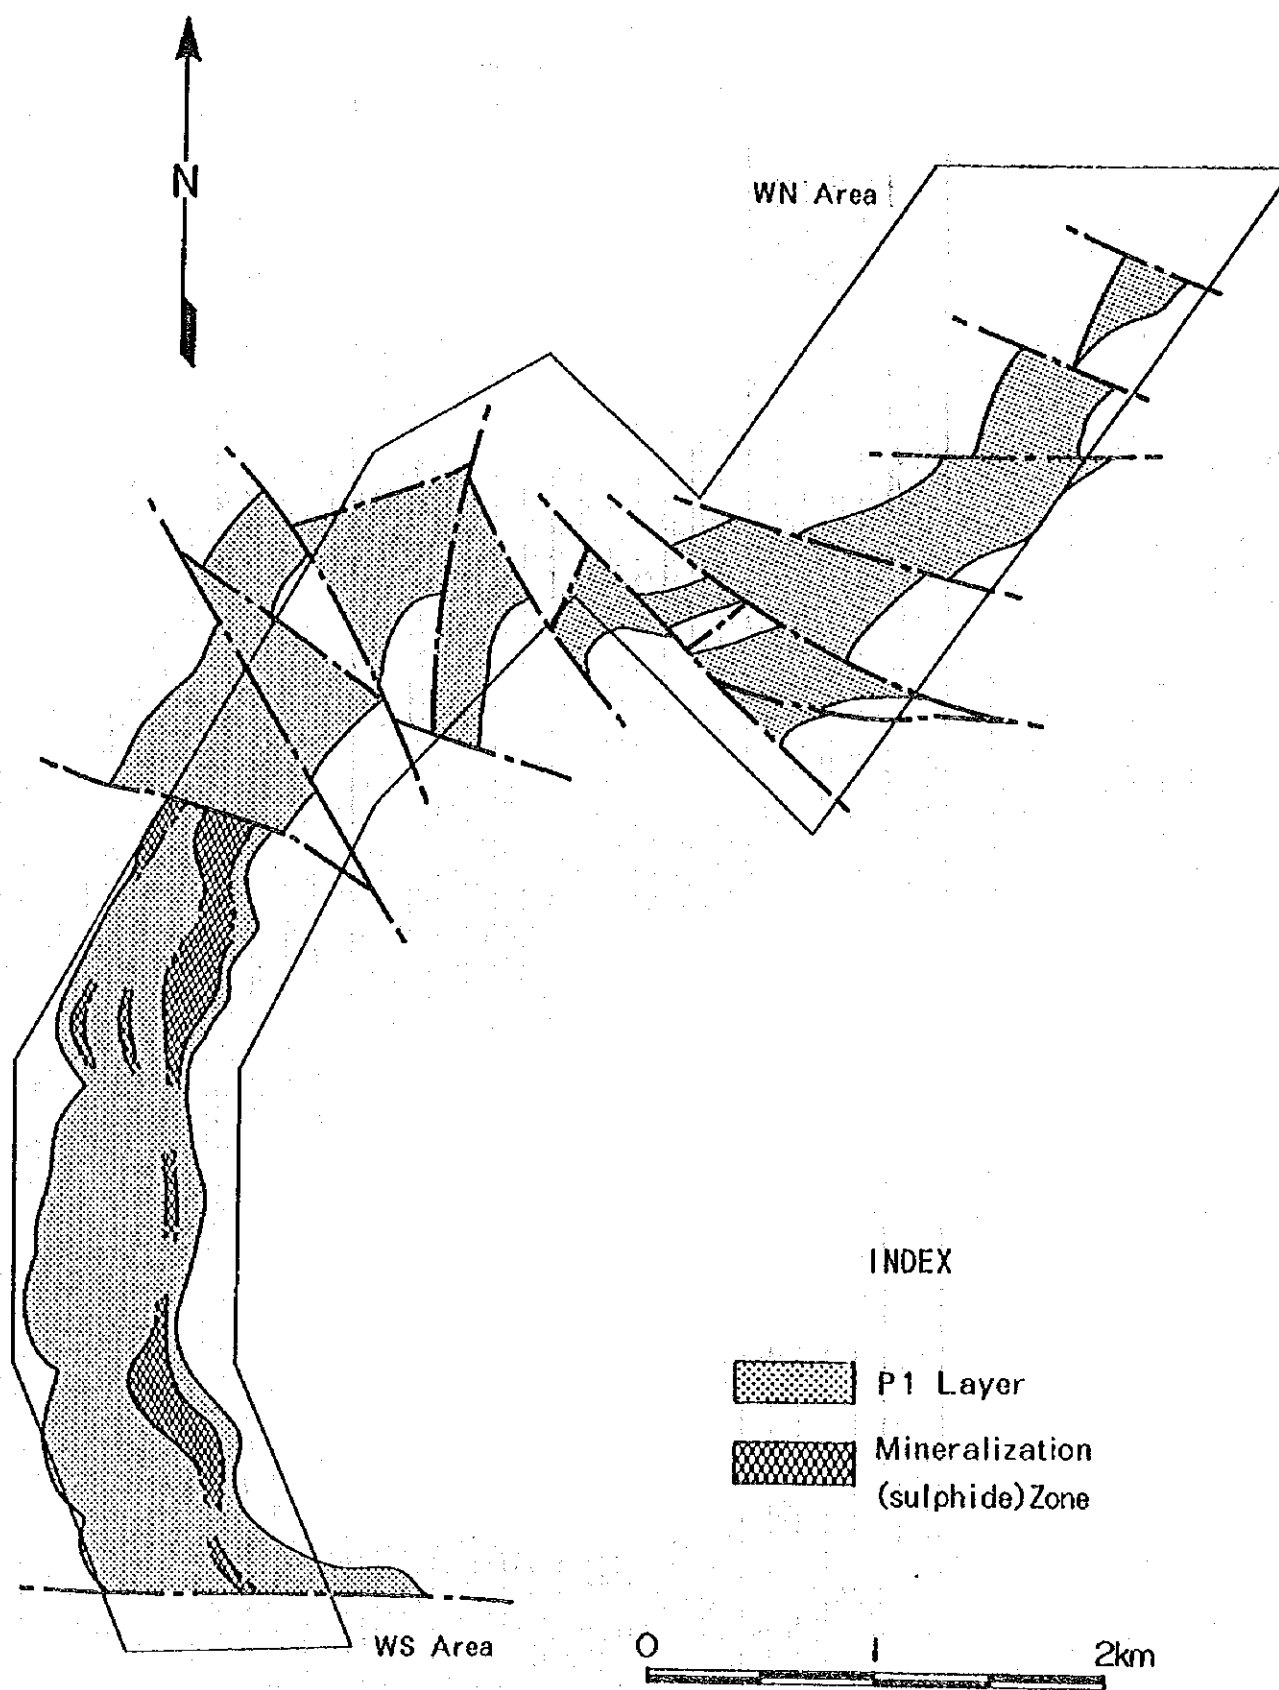 N
WN Area
INDEX
P1 Layer
Mineralization
(sulphide)Zone
WS Area
0 1 2km